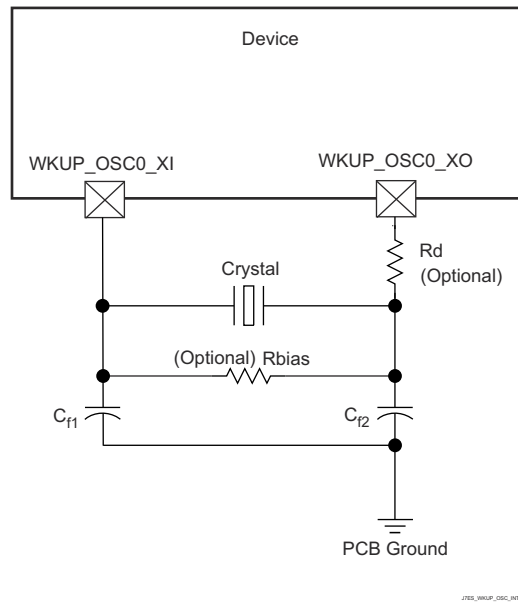 Device
WKUP_OSC0_XI
WKUP_OSC0_XO
Rd
(Optional)
Crystal
(Optional) Rbias
Cf1
Cf2
PCB Ground
J7ES_WKUP_OSC_INT